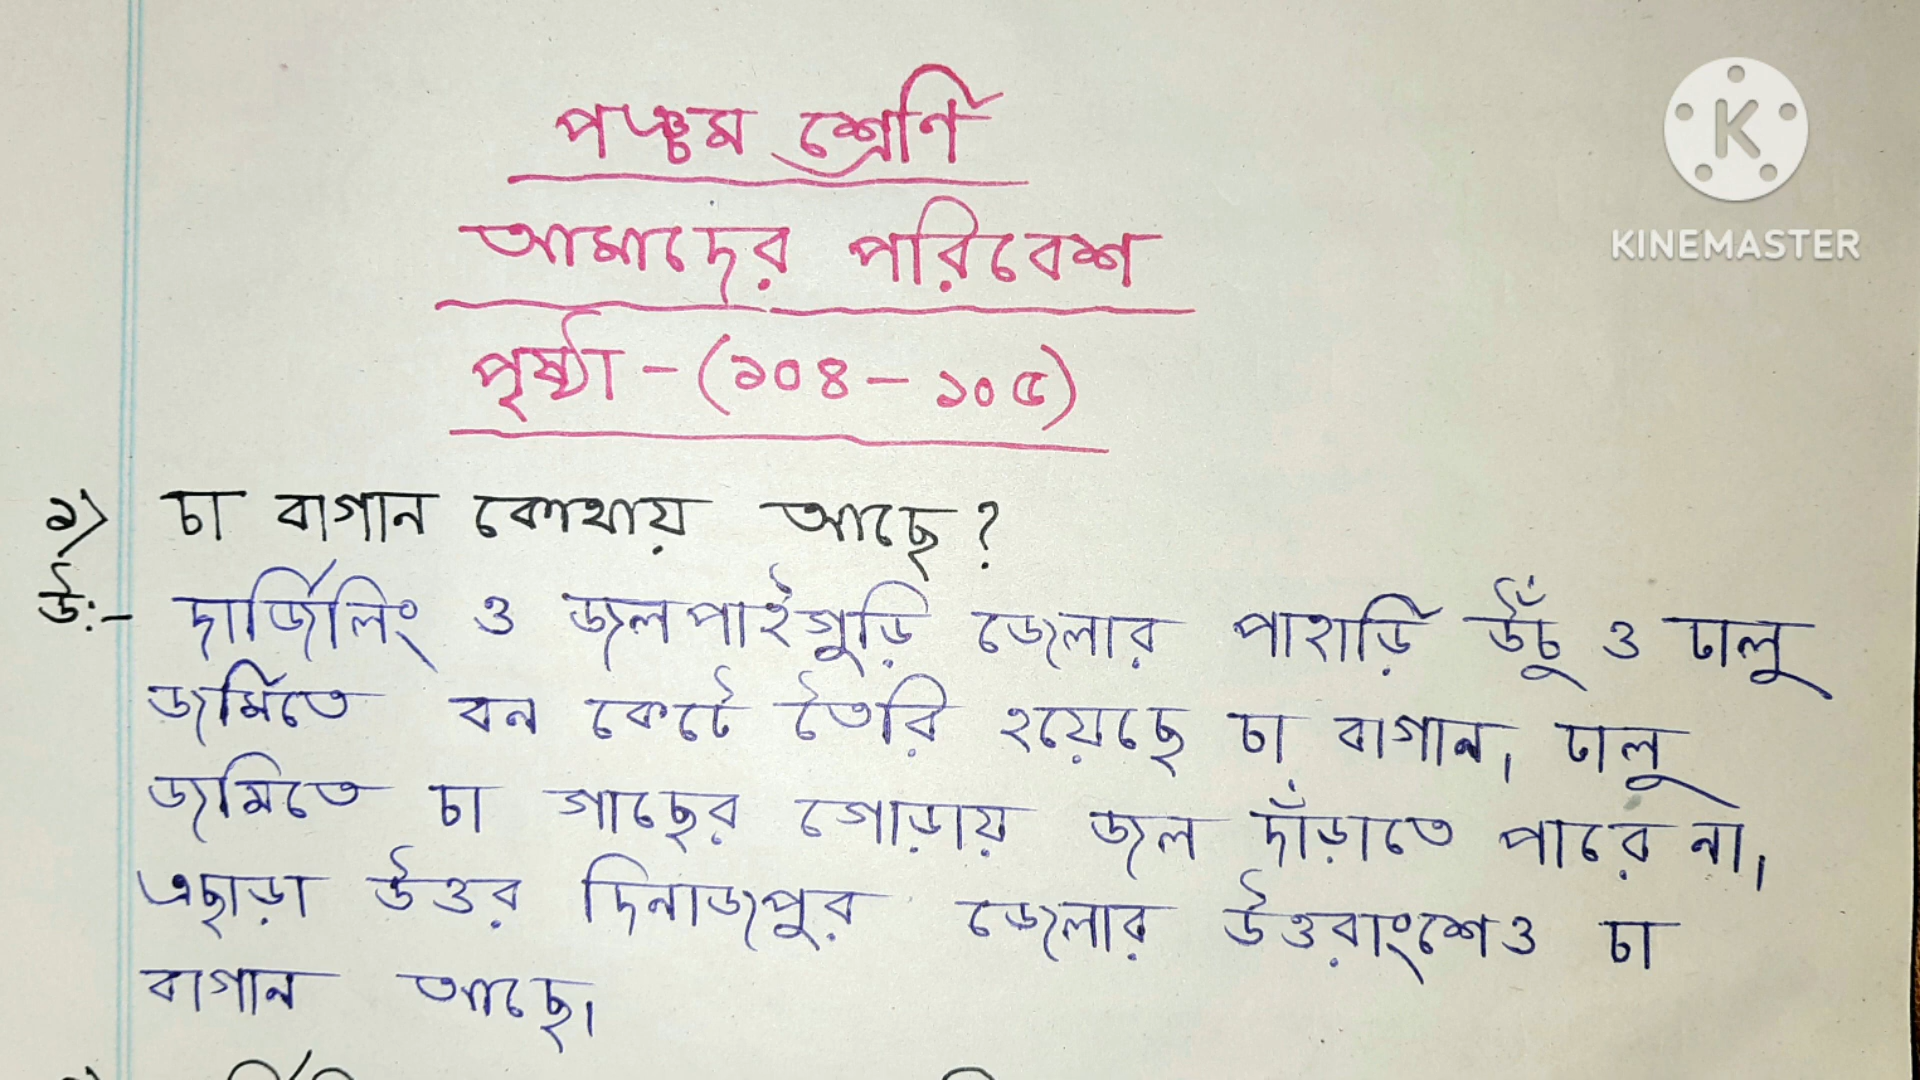 পঞ্চম শ্রেণি
আমাদের পরিবেশ
পৃষ্ঠা - (১০৪ - ১০৫)
KINEMASTER
১) চা বাগান কোথায় আছে?
উ:- দার্জিলিং ও জলপাইগুড়ি জেলার পাহাড়ি উঁচু ও ঢালু
জমিতে বন কেটে তৈরি হয়েছে চা বাগান। ঢালু
জমিতে চা গাছের গোড়ায় জল দাঁড়াতে পারে না।
এছাড়া উত্তর দিনাজপুর জেলার উত্তরাংশেও চা
বাগান আছে।